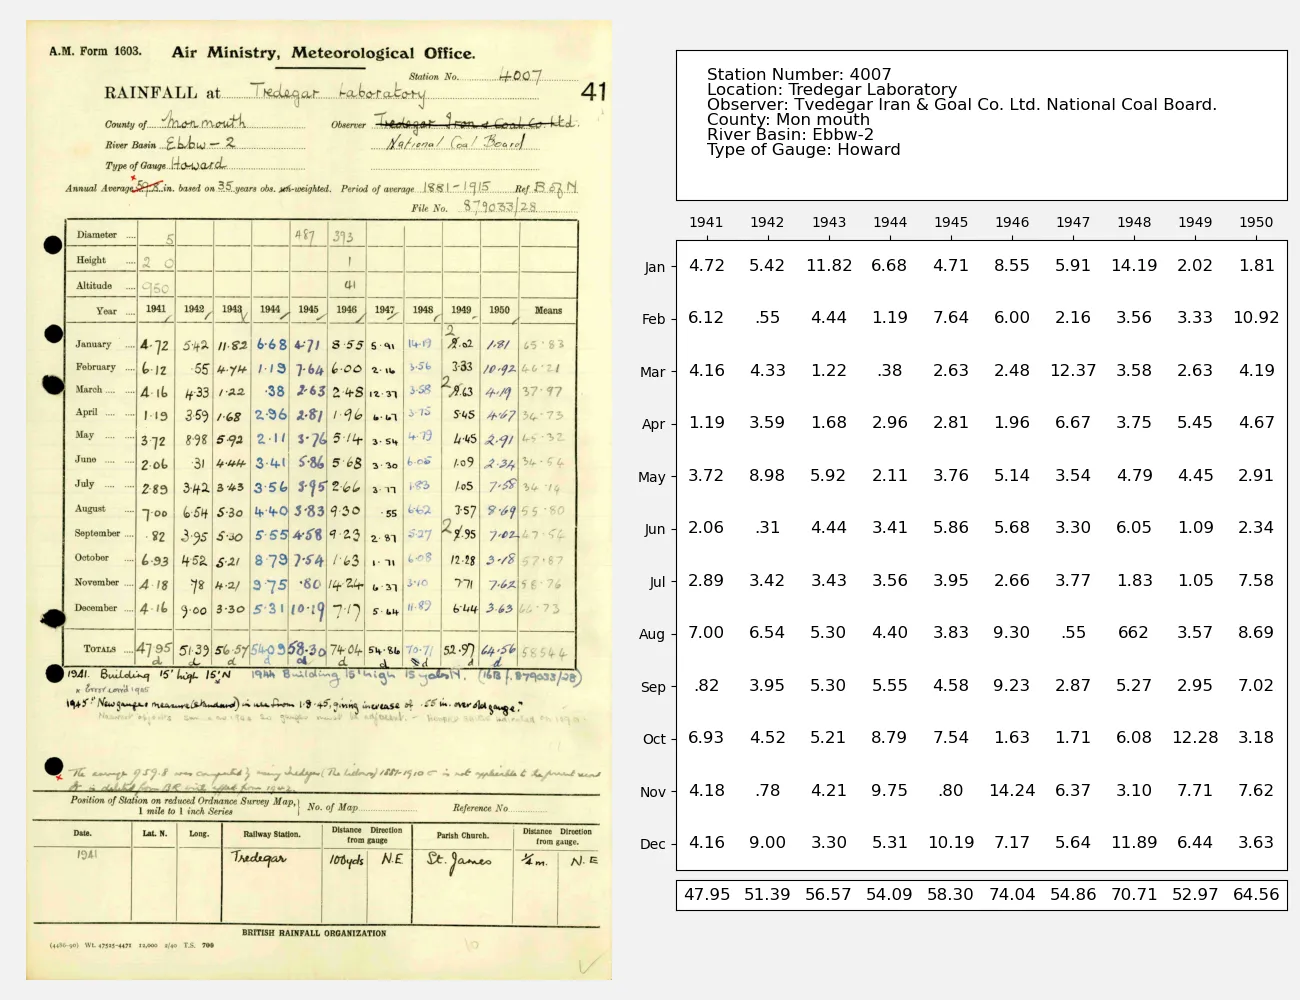 A.M. Form 1603. Air Ministry, Meteorological Office.
Station No. 4007
RAINFALL at Tredegar Laboratory 41
County of Monmouth Observer Tredegar Iron & Coal Co. Ltd.
River Basin Ebbw-2 National Coal Board
Type of Gauge Howard
Annual Average 59.8 in. based on 35 years obs. un-weighted. Period of average 1881-1915 Ref. B of N
File No. 879033/28
Diameter .... 5 487 393
Height .... 2 0 1
Altitude .... 950 41
Year ... 1941 1942 1943 1944 1945 1946 1947 1948 1949 1950 Means
January .... 4.72 5.42 11.82 6.68 4.71 8.55 5.91 14.19 2.02 1.81 65.83
February .... 6.12 .55 4.74 1.19 7.64 6.00 2.16 3.56 3.33 10.92 46.21
March .... 4.16 4.33 1.22 .38 2.63 2.48 12.37 3.58 2.63 4.19 37.97
April .... 1.19 3.59 1.68 2.96 2.81 1.96 6.67 3.75 5.45 4.67 34.73
May .... 3.72 8.98 5.92 2.11 3.76 5.14 3.54 4.79 4.45 2.91 45.32
June .... 2.06 .31 4.44 3.41 5.86 5.68 3.30 6.05 1.09 2.34 34.54
July .... 2.89 3.42 3.43 3.56 3.95 2.66 3.77 1.83 1.05 7.58 34.14
August .... 7.00 6.54 5.30 4.40 3.83 9.30 .55 6.62 3.57 8.69 55.80
September .... .82 3.95 5.30 5.55 4.58 9.23 2.87 5.27 2.95 7.02 47.54
October .... 6.93 4.52 5.21 8.79 7.54 1.63 1.71 6.08 12.28 3.18 57.87
November .... 4.18 .78 4.21 9.75 .80 14.24 6.37 3.10 7.71 7.62 58.76
December .... 4.16 9.00 3.30 5.31 10.19 7.17 5.64 11.89 6.44 3.63 66.73
TOTALS .... 47.95 51.39 56.57 54.09 58.30 74.04 54.86 70.71 52.97 64.56 585.44
1941. Building 15' high 15'N 1944 Building 15' high 15 yds N. (16B f. 879033/28)
1945: "New gauge measure (standard) in use from 1.9.45, giving increase of .55 in. over old gauge."
Position of Station on reduced Ordnance Survey Map, 1 mile to 1 inch Series No. of Map Reference No
Date. Lat. N. Long. Railway Station. Distance Direction from gauge Parish Church. Distance Direction from gauge.
1941 Tredegar 100yds N.E St. James ¼ m. N.E
BRITISH RAINFALL ORGANIZATION
(4486-90) Wt. 47525-4471 12,000 2/40 T.S. 700
10
Station Number: 4007
Location: Tredegar Laboratory
Observer: Tvedegar Iran & Goal Co. Ltd. National Coal Board.
County: Mon mouth
River Basin: Ebbw-2
Type of Gauge: Howard
1941 1942 1943 1944 1945 1946 1947 1948 1949 1950
Jan 4.72 5.42 11.82 6.68 4.71 8.55 5.91 14.19 2.02 1.81
Feb 6.12 .55 4.44 1.19 7.64 6.00 2.16 3.56 3.33 10.92
Mar 4.16 4.33 1.22 .38 2.63 2.48 12.37 3.58 2.63 4.19
Apr 1.19 3.59 1.68 2.96 2.81 1.96 6.67 3.75 5.45 4.67
May 3.72 8.98 5.92 2.11 3.76 5.14 3.54 4.79 4.45 2.91
Jun 2.06 .31 4.44 3.41 5.86 5.68 3.30 6.05 1.09 2.34
Jul 2.89 3.42 3.43 3.56 3.95 2.66 3.77 1.83 1.05 7.58
Aug 7.00 6.54 5.30 4.40 3.83 9.30 .55 662 3.57 8.69
Sep .82 3.95 5.30 5.55 4.58 9.23 2.87 5.27 2.95 7.02
Oct 6.93 4.52 5.21 8.79 7.54 1.63 1.71 6.08 12.28 3.18
Nov 4.18 .78 4.21 9.75 .80 14.24 6.37 3.10 7.71 7.62
Dec 4.16 9.00 3.30 5.31 10.19 7.17 5.64 11.89 6.44 3.63
47.95 51.39 56.57 54.09 58.30 74.04 54.86 70.71 52.97 64.56